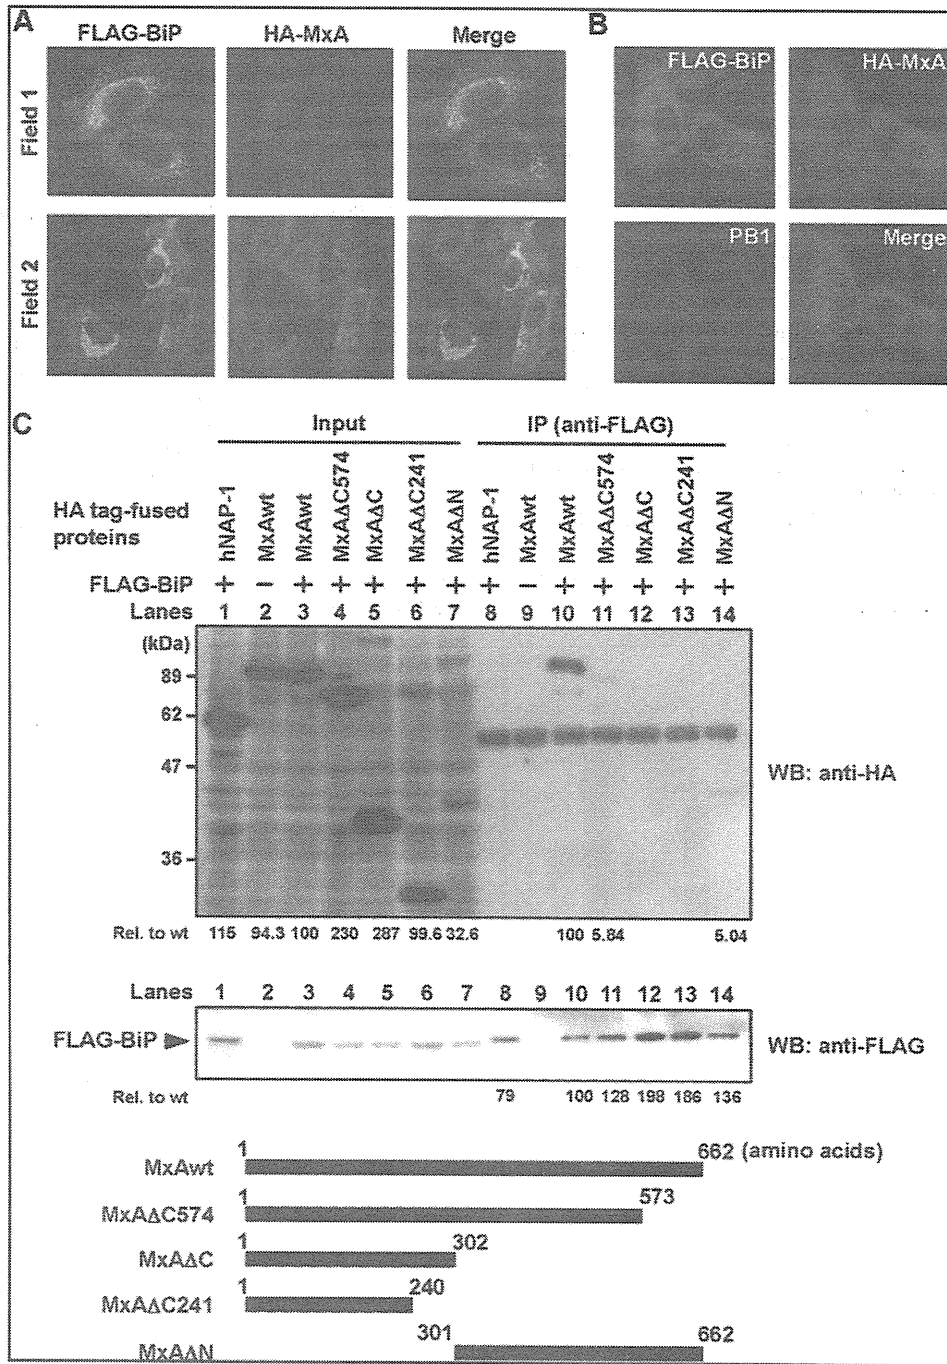 A
FLAG-BiP HA-MxA Merge
Field 1
Field 2
B
FLAG-BiP HA-MxA
PB1 Merge
C
Input IP (anti-FLAG)
HA tag-fused proteins
hNAP-1 MxAwt MxAwt MxAΔC574 MxAΔC MxAΔC241 MxAΔN hNAP-1 MxAwt MxAwt MxAΔC574 MxAΔC MxAΔC241 MxAΔN
FLAG-BiP + − + + + + + + − + + + + +
Lanes 1 2 3 4 5 6 7 8 9 10 11 12 13 14
(kDa)
89
62
47
36
WB: anti-HA
Rel. to wt 115 94.3 100 230 287 99.6 32.6 100 5.84 5.04
Lanes 1 2 3 4 5 6 7 8 9 10 11 12 13 14
FLAG-BiP WB: anti-FLAG
Rel. to wt 79 100 128 198 186 136
1 662 (amino acids)
MxAwt
1 573
MxAΔC574
1 302
MxAΔC
1 240
MxAΔC241
301 662
MxAΔN